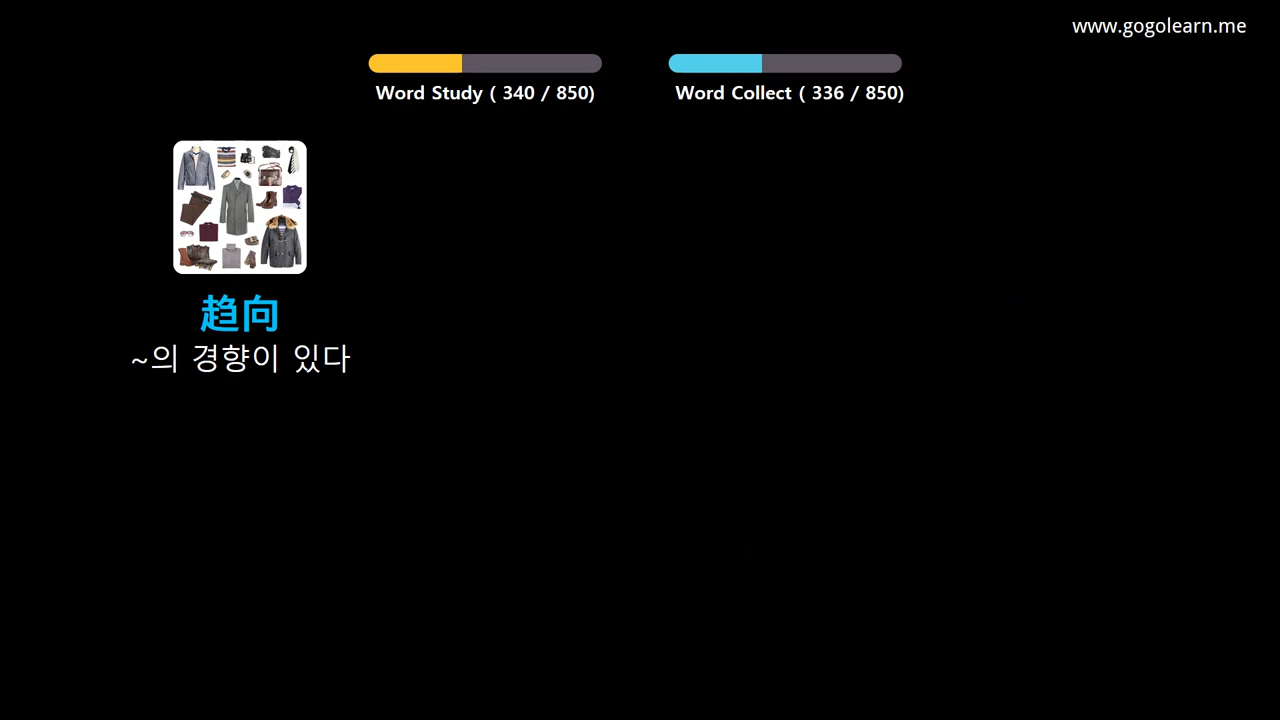 www.gogolearn.me
Word Study ( 340 / 850)
Word Collect ( 336 / 850)
趋向
~의 경향이 있다